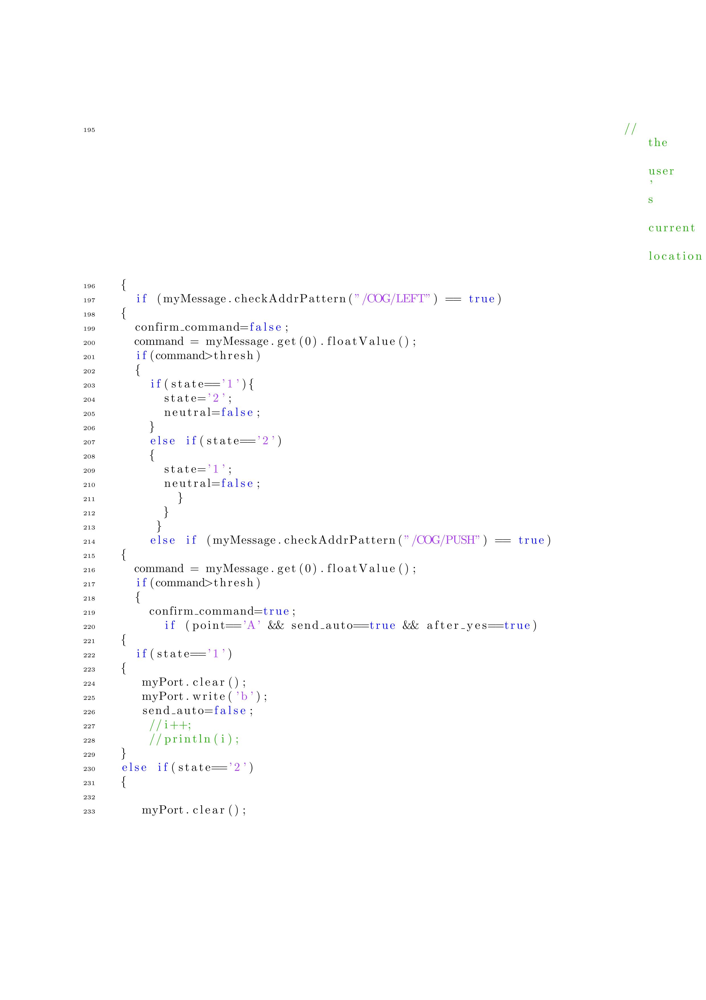 195 //
the
user
'
s
current
location
196 {
197 if (myMessage.checkAddrPattern("/COG/LEFT") == true)
198 {
199 confirm_command=false;
200 command = myMessage.get(0).floatValue();
201 if(command>thresh)
202 {
203 if(state=='1'){
204 state='2';
205 neutral=false;
206 }
207 else if(state=='2')
208 {
209 state='1';
210 neutral=false;
211 }
212 }
213 }
214 else if (myMessage.checkAddrPattern("/COG/PUSH") == true)
215 {
216 command = myMessage.get(0).floatValue();
217 if(command>thresh)
218 {
219 confirm_command=true;
220 if (point=='A' && send_auto==true && after_yes==true)
221 {
222 if(state=='1')
223 {
224 myPort.clear();
225 myPort.write('b');
226 send_auto=false;
227 //i++;
228 //println(i);
229 }
230 else if(state=='2')
231 {
232
233 myPort.clear();